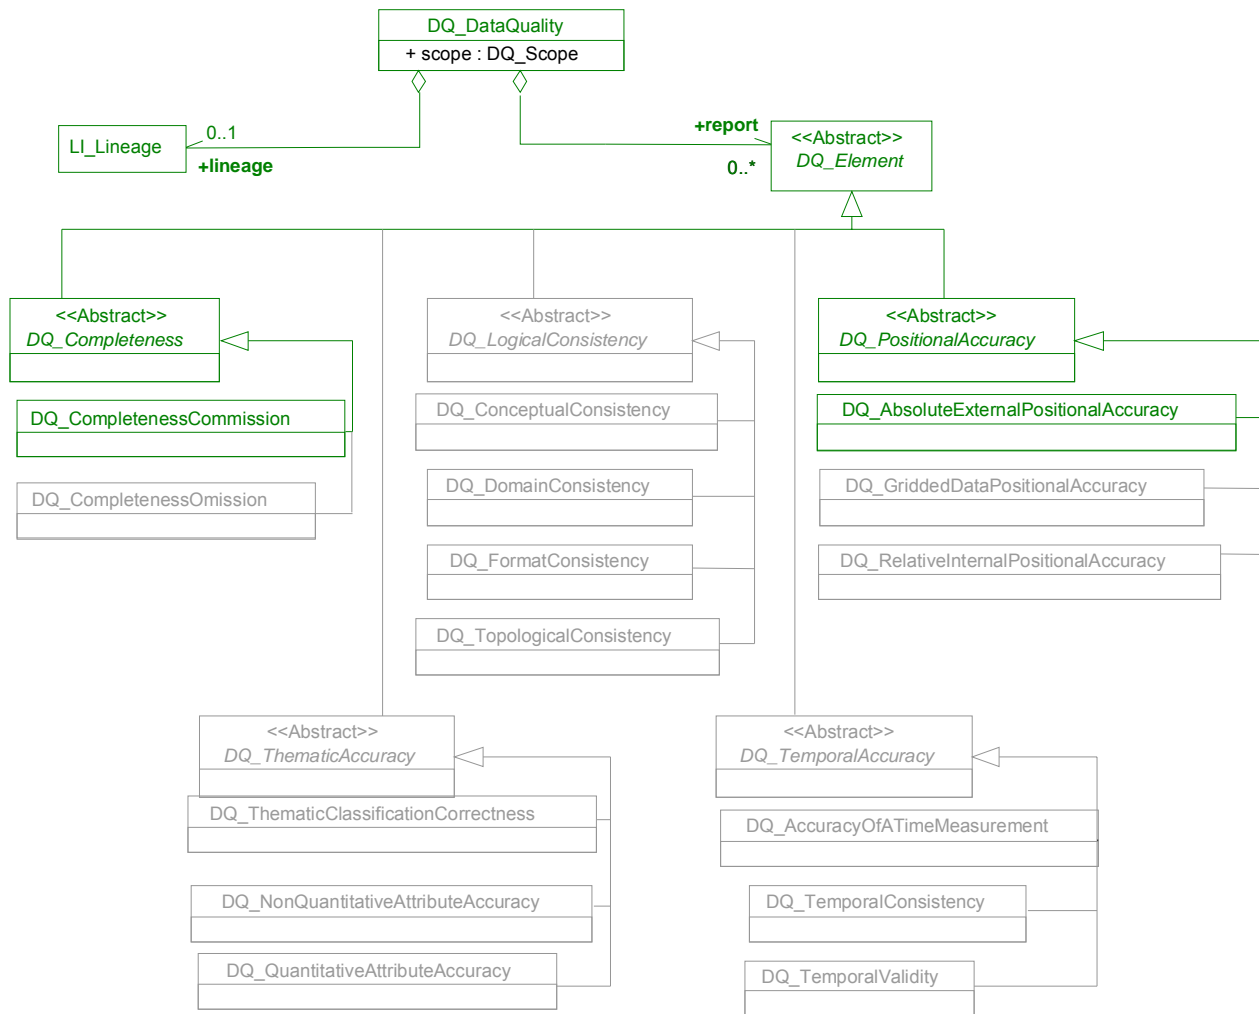 DQ_DataQuality
+ scope : DQ_Scope
LI_Lineage
0..1
+lineage
+report
0..*
<<Abstract>>
DQ_Element
<<Abstract>>
DQ_Completeness
DQ_CompletenessCommission
DQ_CompletenessOmission
<<Abstract>>
DQ_LogicalConsistency
DQ_ConceptualConsistency
DQ_DomainConsistency
DQ_FormatConsistency
DQ_TopologicalConsistency
<<Abstract>>
DQ_PositionalAccuracy
DQ_AbsoluteExternalPositionalAccuracy
DQ_GriddedDataPositionalAccuracy
DQ_RelativeInternalPositionalAccuracy
<<Abstract>>
DQ_ThematicAccuracy
DQ_ThematicClassificationCorrectness
DQ_NonQuantitativeAttributeAccuracy
DQ_QuantitativeAttributeAccuracy
<<Abstract>>
DQ_TemporalAccuracy
DQ_AccuracyOfATimeMeasurement
DQ_TemporalConsistency
DQ_TemporalValidity